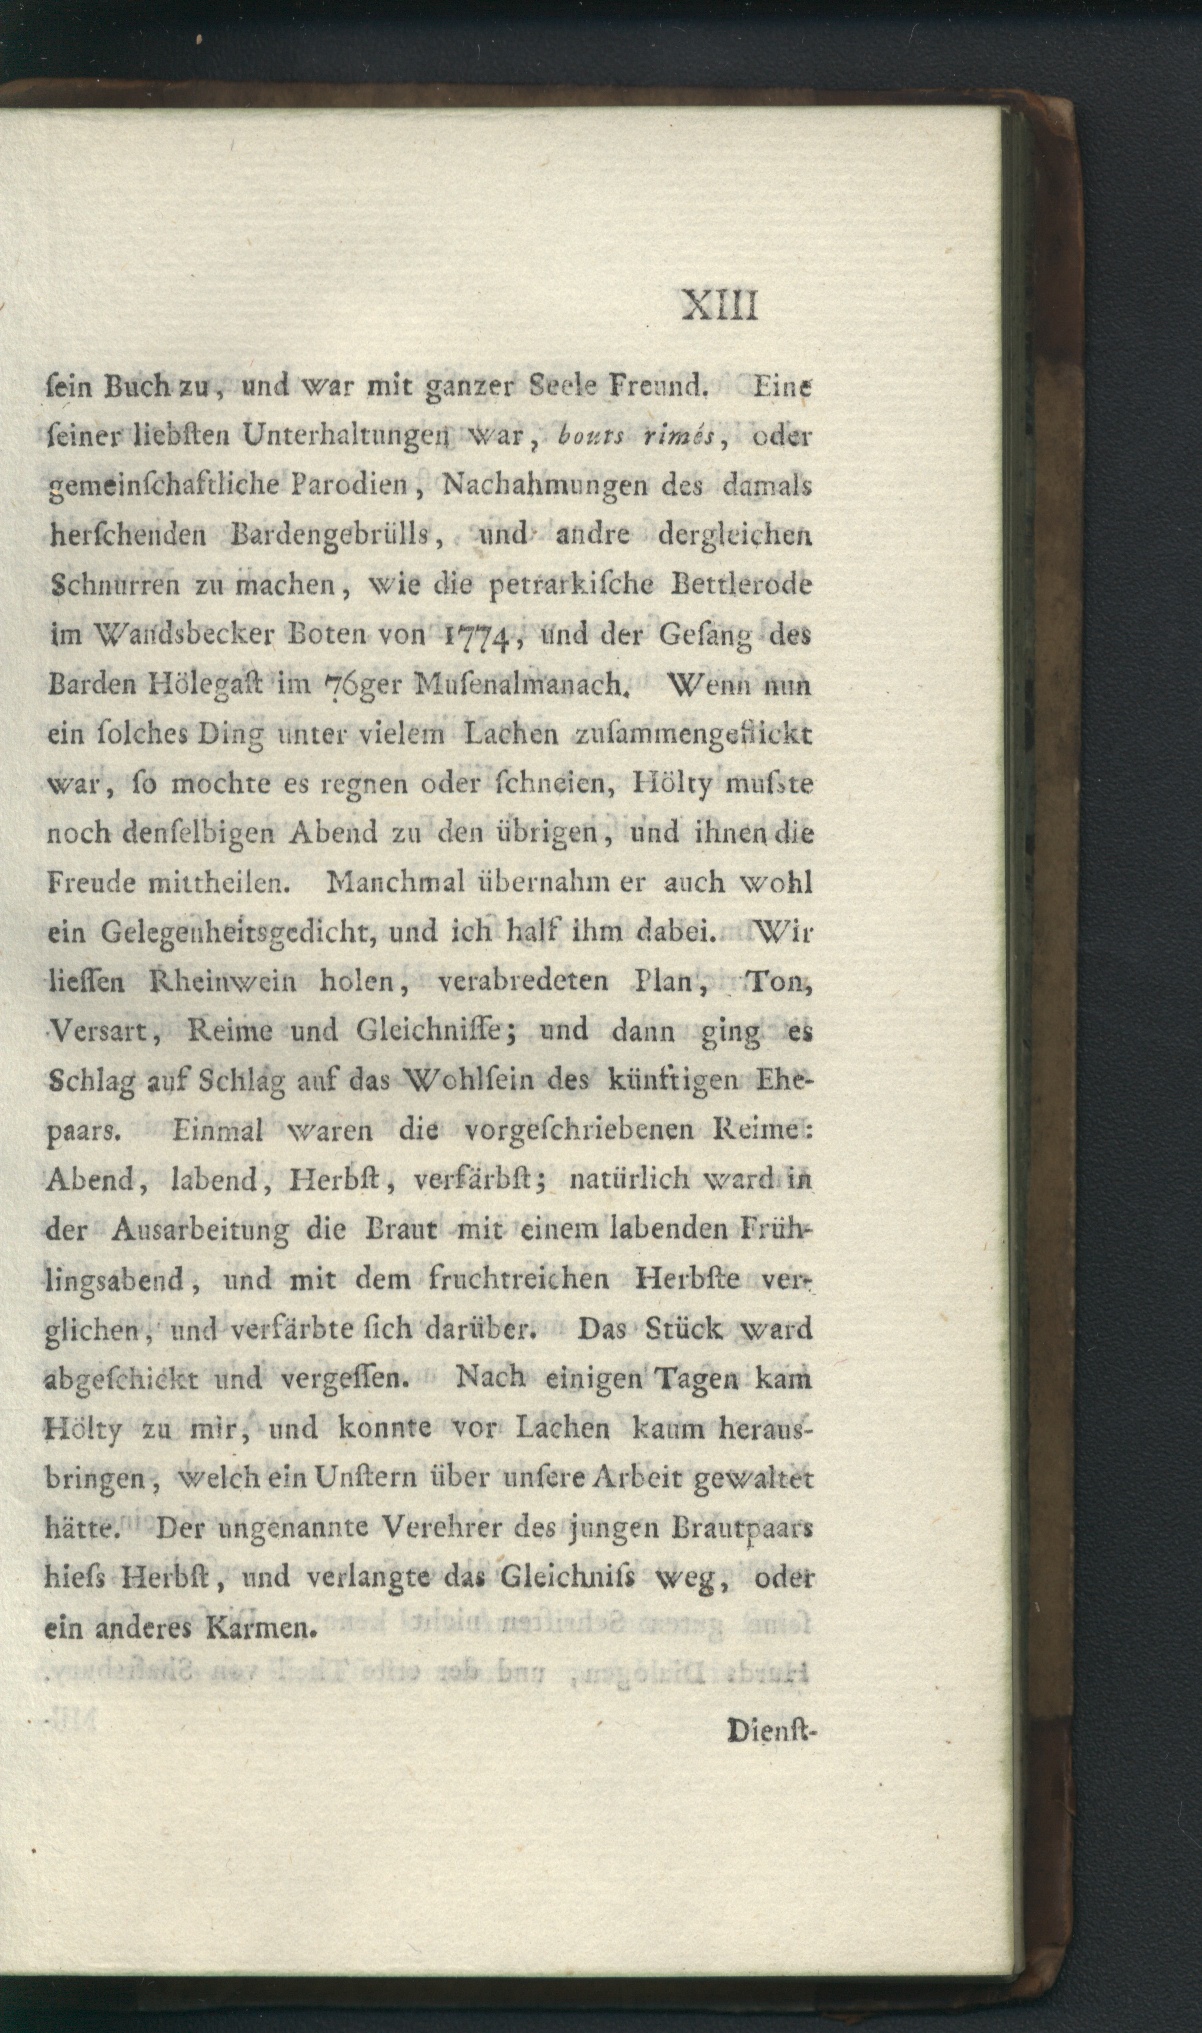 XIII
ſein Buch zu, und war mit ganzer Seele Freund. Eine
ſeiner liebſten Unterhaltungen war, bouts rimés, oder
gemeinſchaftliche Parodien, Nachahmungen des damals
herſchenden Bardengebrülls, und andre dergleichen
Schnurren zu machen, wie die petrarkiſche Bettlerode
im Wandsbecker Boten von 1774, und der Geſang des
Barden Hölegaſt im 76ger Muſenalmanach. Wenn nun
ein ſolches Ding unter vielem Lachen zuſammengeflickt
war, ſo mochte es regnen oder ſchneien, Hölty muſste
noch denſelbigen Abend zu den übrigen, und ihnen die
Freude mittheilen. Manchmal übernahm er auch wohl
ein Gelegenheitsgedicht, und ich half ihm dabei. Wir
lieſſen Rheinwein holen, verabredeten Plan, Ton,
Versart, Reime und Gleichniſſe; und dann ging es
Schlag auf Schlag auf das Wohlſein des künftigen Ehe-
paars. Einmal waren die vorgeſchriebenen Reime:
Abend, labend, Herbſt, verfärbſt; natürlich ward in
der Ausarbeitung die Braut mit einem labenden Früh-
lingsabend, und mit dem fruchtreichen Herbſte ver-
glichen, und verfärbte ſich darüber. Das Stück ward
abgeſchickt und vergeſſen. Nach einigen Tagen kam
Hölty zu mir, und konnte vor Lachen kaum heraus-
bringen, welch ein Unſtern über unſere Arbeit gewaltet
hätte. Der ungenannte Verehrer des jungen Brautpaars
hieſs Herbſt, und verlangte das Gleichniſs weg, oder
ein anderes Karmen.
Dienſt-